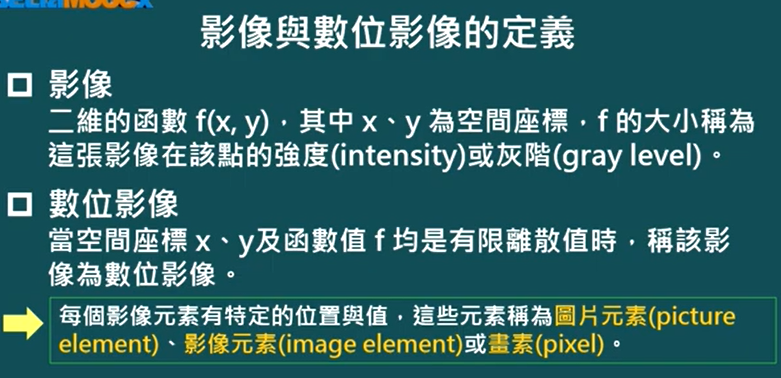 影像與數位影像的定義
影像
二維的函數 f(x, y)，其中 x、y 為空間座標，f 的大小稱為
這張影像在該點的強度(intensity)或灰階(gray level)。
數位影像
當空間座標 x、y及函數值 f 均是有限離散值時，稱該影
像為數位影像。
每個影像元素有特定的位置與值，這些元素稱為圖片元素(picture
element)、影像元素(image element)或畫素(pixel)。